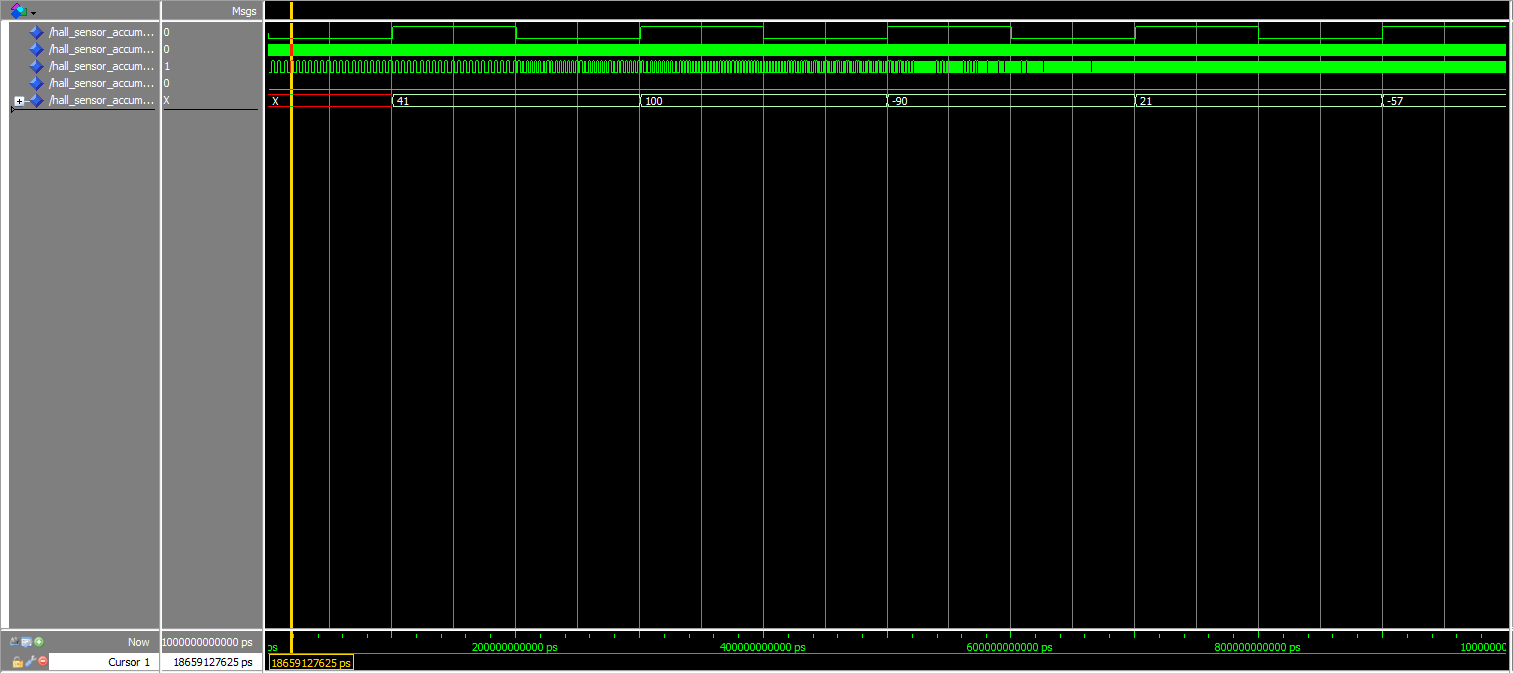 Msgs
/hall_sensor_accum... 0
/hall_sensor_accum... 0
/hall_sensor_accum... 1
/hall_sensor_accum... 0
/hall_sensor_accum... X X 41 100 -90 21 -57
Now 1000000000000 ps ps 200000000000 ps 400000000000 ps 600000000000 ps 800000000000 ps 10000000
Cursor 1 18659127625 ps 18659127625 ps